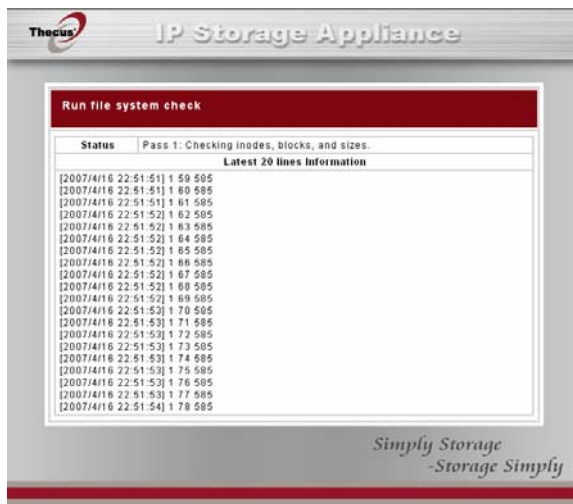 Thecus
IP Storage Appliance
Run file system check
Status Pass 1: Checking inodes, blocks, and sizes.
Latest 20 lines Information
[2007/4/16 22:51:51] 1 59 585
[2007/4/16 22:51:51] 1 60 585
[2007/4/16 22:51:51] 1 61 585
[2007/4/16 22:51:52] 1 62 585
[2007/4/16 22:51:52] 1 63 585
[2007/4/16 22:51:52] 1 64 585
[2007/4/16 22:51:52] 1 65 585
[2007/4/16 22:51:52] 1 66 585
[2007/4/16 22:51:52] 1 67 585
[2007/4/16 22:51:52] 1 68 585
[2007/4/16 22:51:52] 1 69 585
[2007/4/16 22:51:53] 1 70 585
[2007/4/16 22:51:53] 1 71 585
[2007/4/16 22:51:53] 1 72 585
[2007/4/16 22:51:53] 1 73 585
[2007/4/16 22:51:53] 1 74 585
[2007/4/16 22:51:53] 1 75 585
[2007/4/16 22:51:53] 1 76 585
[2007/4/16 22:51:53] 1 77 585
[2007/4/16 22:51:54] 1 78 585
Simply Storage
-Storage Simply